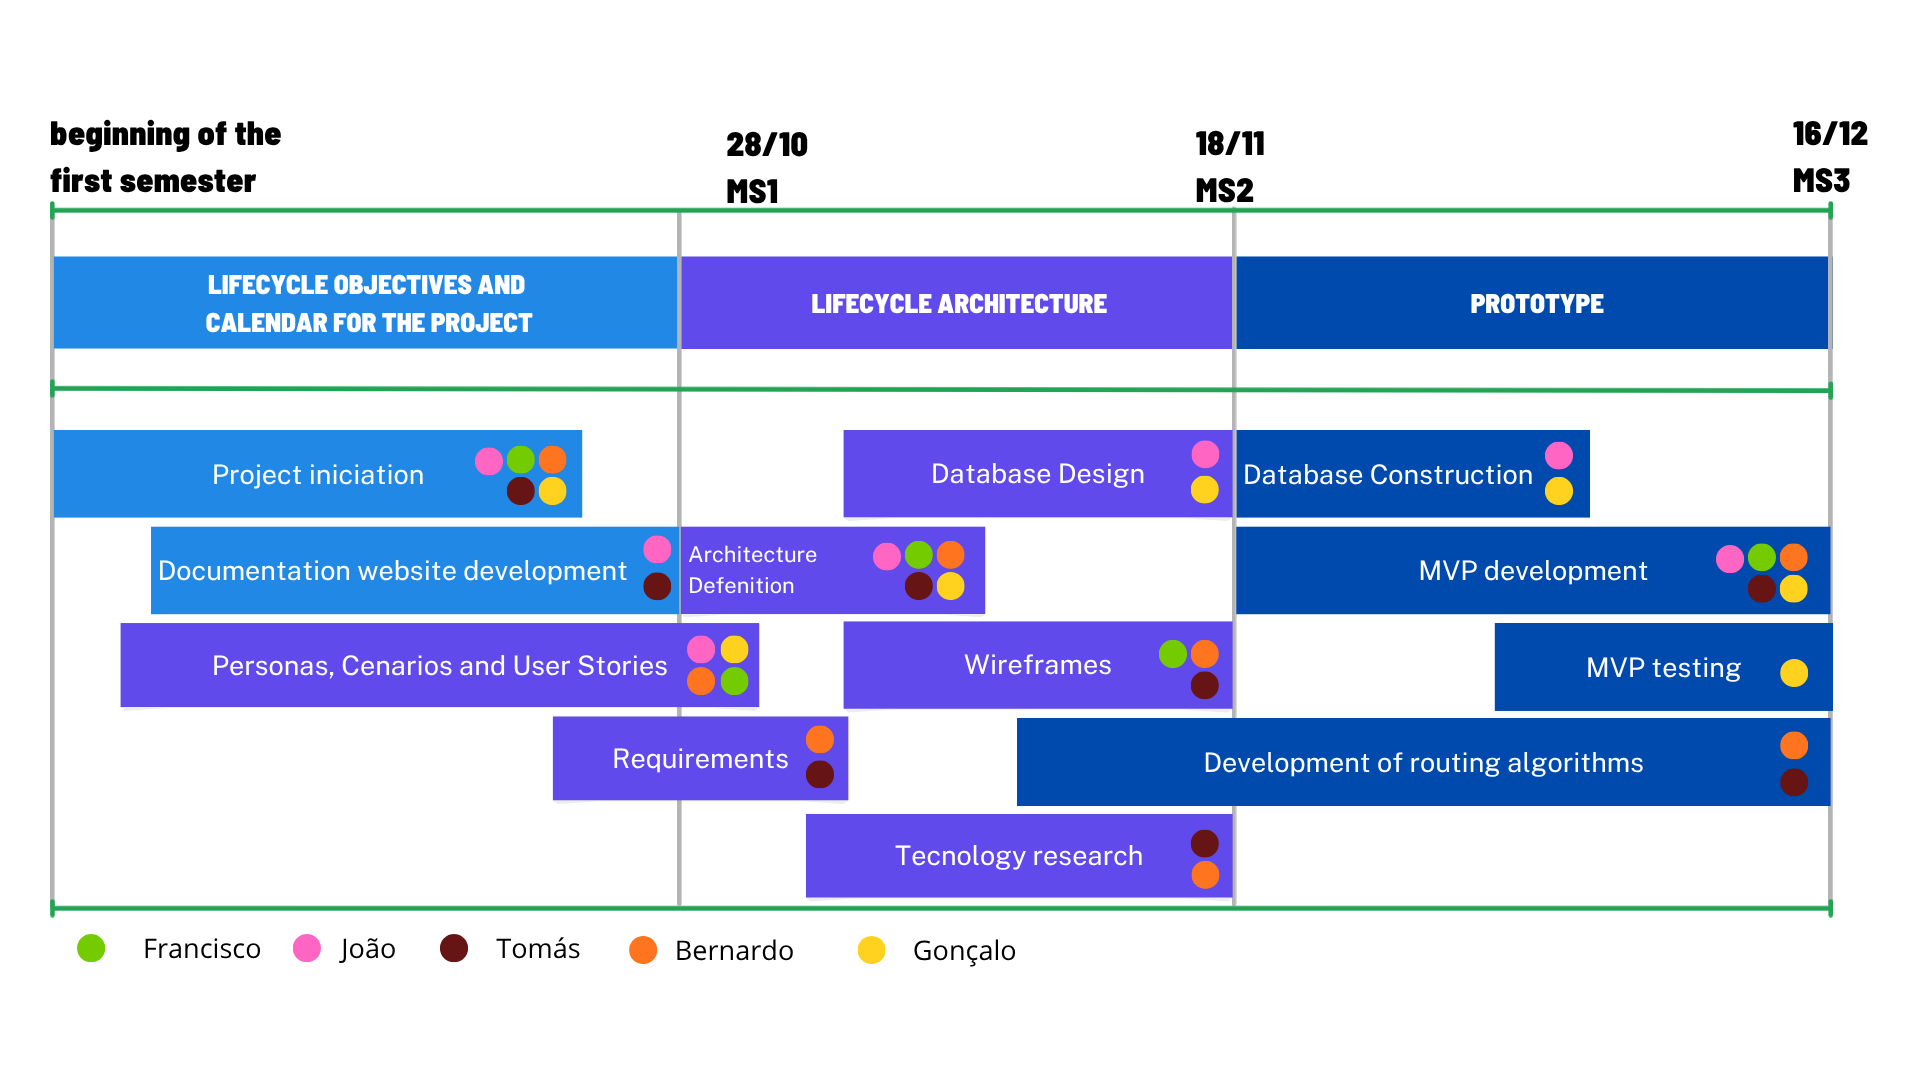 beginning of the
first semester
28/10
MS1
18/11
MS2
16/12
MS3
LIFECYCLE OBJECTIVES AND
CALENDAR FOR THE PROJECT
LIFECYCLE ARCHITECTURE
PROTOTYPE
Project iniciation
Database Design
Database Construction
Documentation website development
Architecture
Defenition
MVP development
Personas, Cenarios and User Stories
Wireframes
MVP testing
Requirements
Development of routing algorithms
Tecnology research
Francisco
João
Tomás
Bernardo
Gonçalo